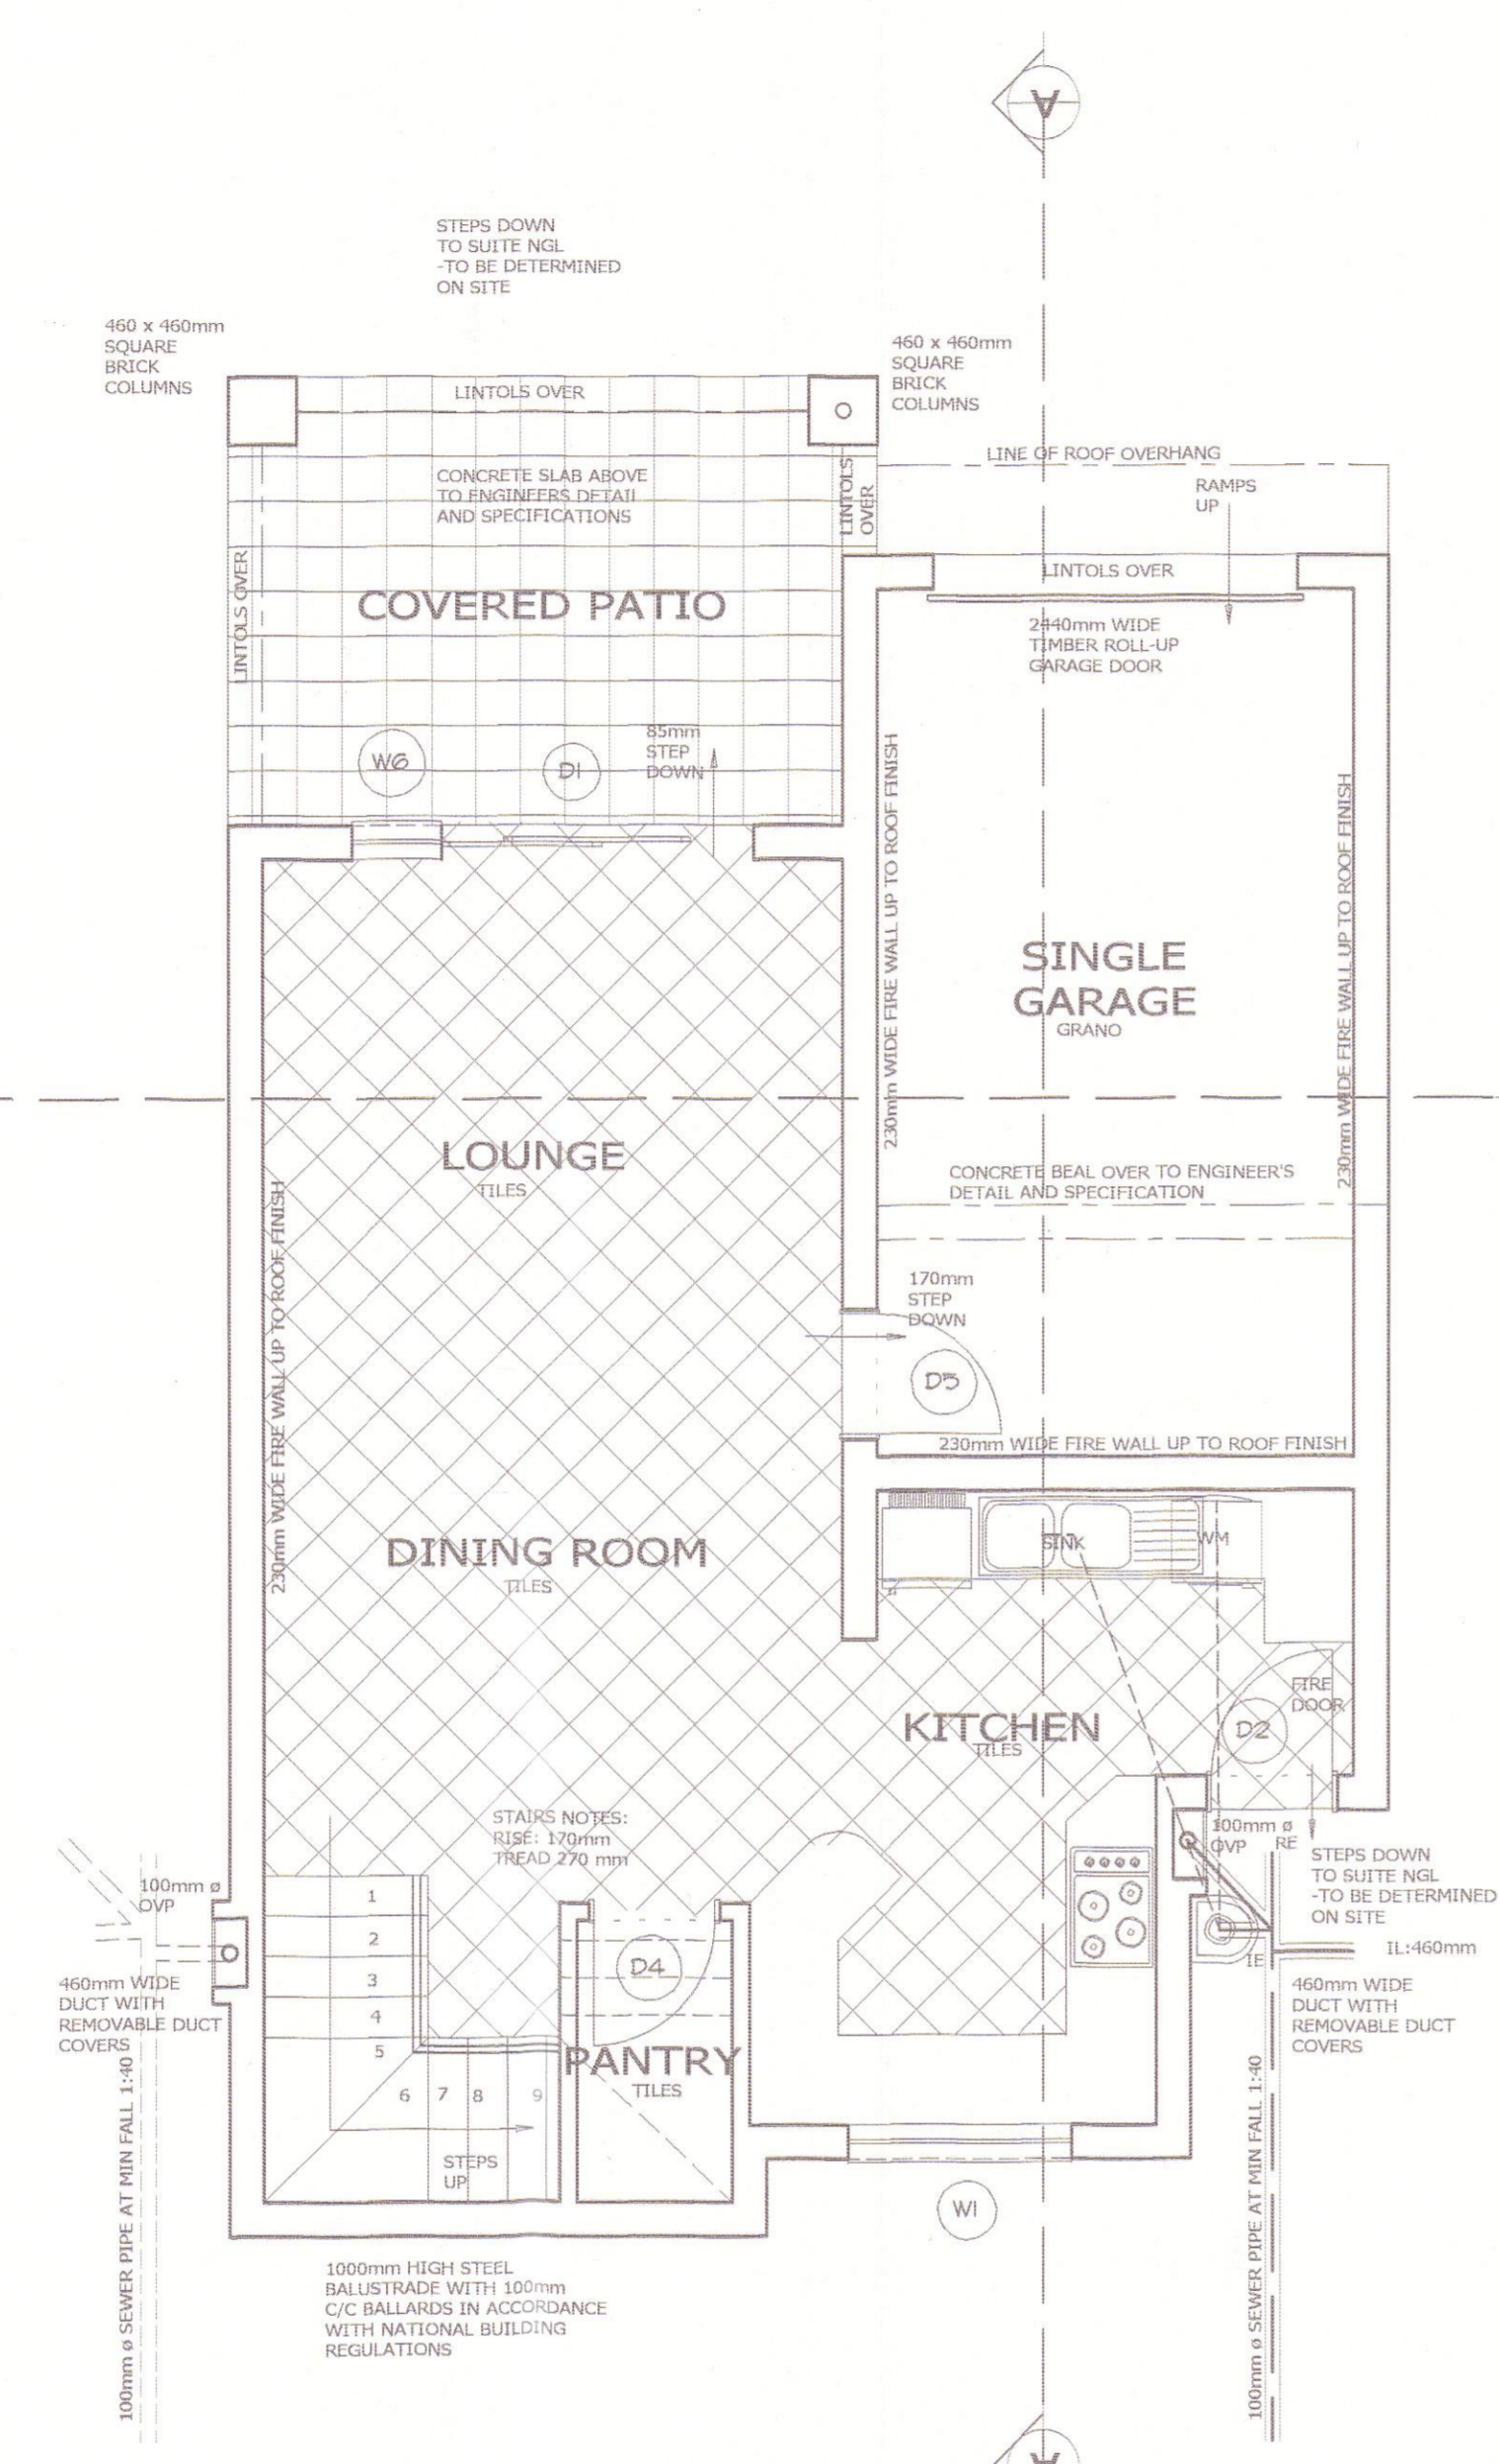 A
STEPS DOWN
TO SUITE NGL
-TO BE DETERMINED
ON SITE
460 x 460mm
SQUARE
BRICK
COLUMNS
460 x 460mm
SQUARE
BRICK
COLUMNS
LINTOLS OVER
LINE OF ROOF OVERHANG
CONCRETE SLAB ABOVE
TO ENGINEERS DETAIL
AND SPECIFICATIONS
LINTOLS
OVER
RAMPS
UP
LINTOLS OVER
LINTOLS OVER
COVERED PATIO
2440mm WIDE
TIMBER ROLL-UP
GARAGE DOOR
W6
D1
85mm
STEP
DOWN
230mm WIDE FIRE WALL UP TO ROOF FINISH
230mm WIDE FIRE WALL UP TO ROOF FINISH
SINGLE
GARAGE
GRANO
LOUNGE
TILES
CONCRETE BEAL OVER TO ENGINEER'S
DETAIL AND SPECIFICATION
230mm WIDE FIRE WALL UP TO ROOF FINISH
170mm
STEP
DOWN
D5
230mm WIDE FIRE WALL UP TO ROOF FINISH
DINING ROOM
TILES
SINK
WM
KITCHEN
TILES
FIRE
DOOR
D2
STAIRS NOTES:
RISE: 170mm
TREAD 270 mm
100mm ø
OVP
RE
STEPS DOWN
TO SUITE NGL
-TO BE DETERMINED
ON SITE
100mm ø
OVP
1
2
3
4
5
6
7
8
9
D4
IE
IL:460mm
460mm WIDE
DUCT WITH
REMOVABLE DUCT
COVERS
460mm WIDE
DUCT WITH
REMOVABLE DUCT
COVERS
PANTRY
TILES
STEPS
UP
W1
100mm ø SEWER PIPE AT MIN FALL 1:40
100mm ø SEWER PIPE AT MIN FALL 1:40
1000mm HIGH STEEL
BALUSTRADE WITH 100mm
C/C BALLARDS IN ACCORDANCE
WITH NATIONAL BUILDING
REGULATIONS
A